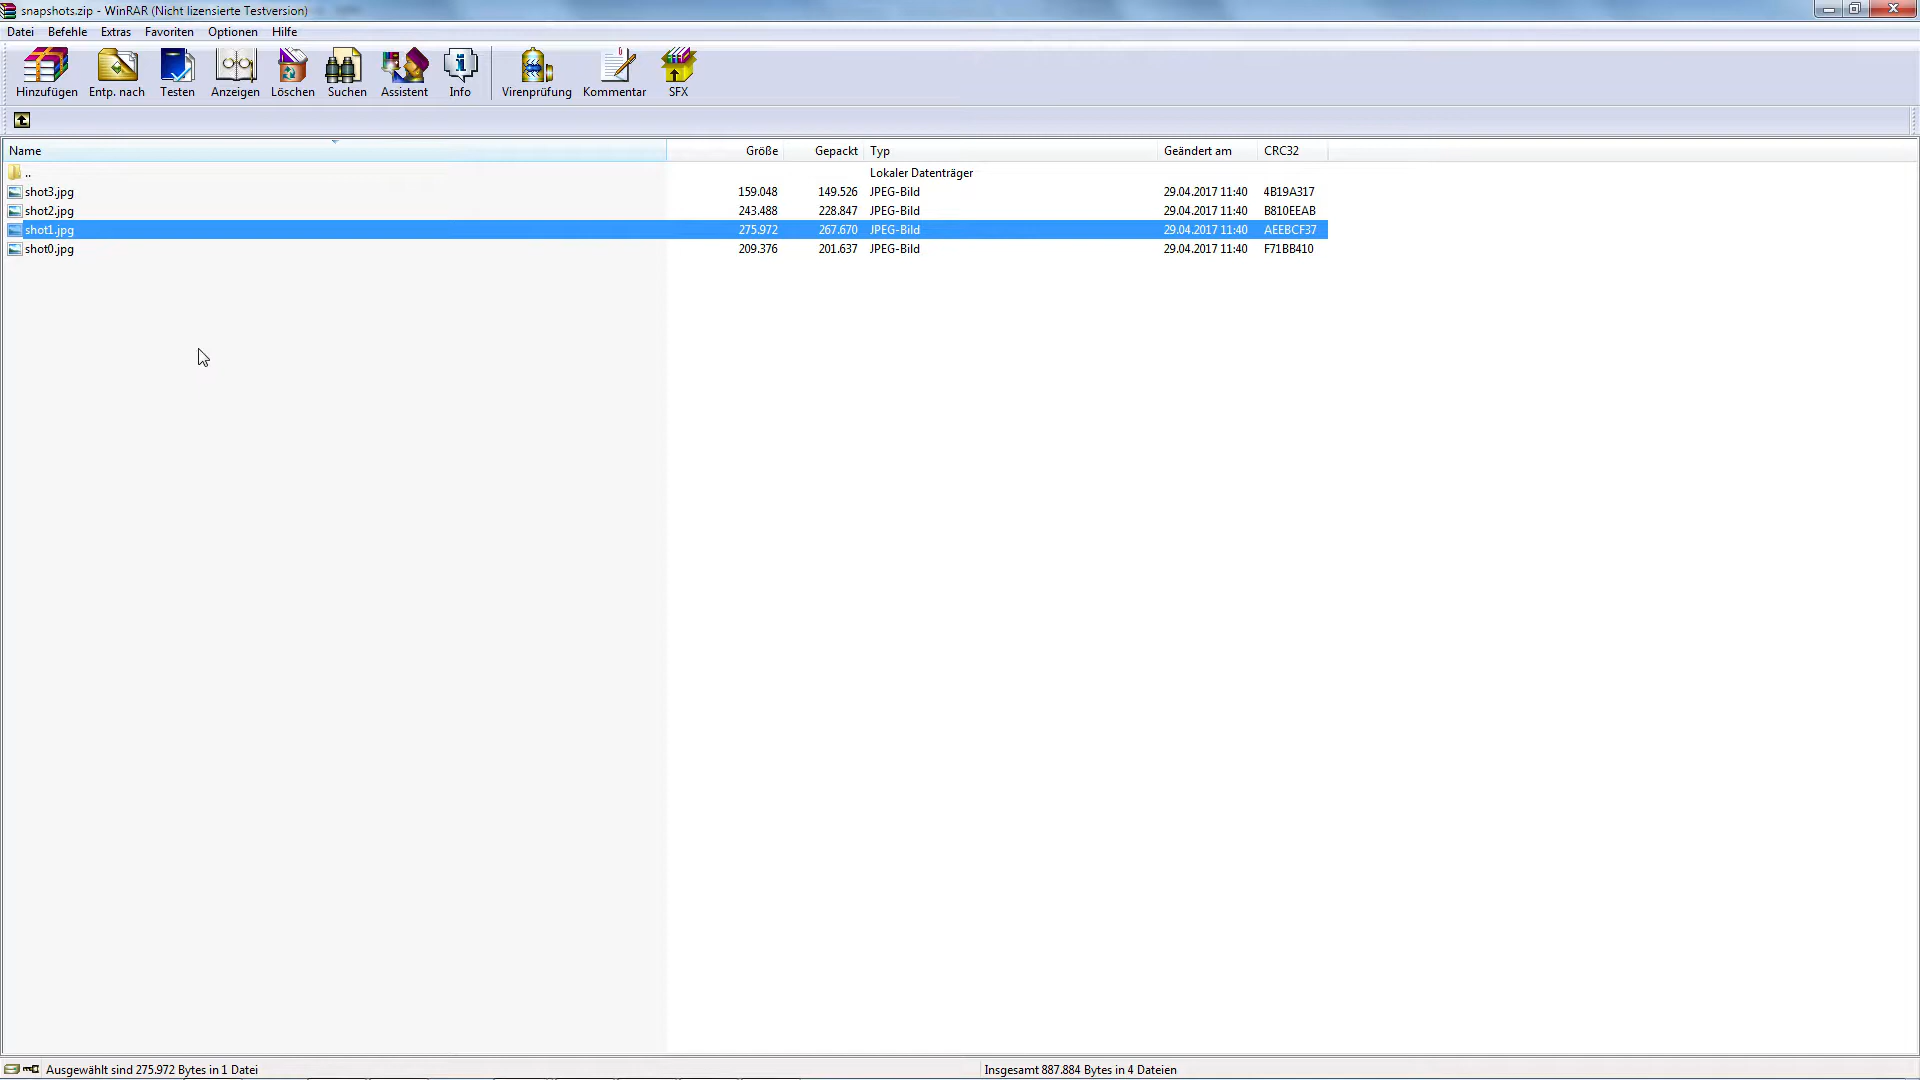 snapshots.zip - WinRAR (Nicht lizensierte Testversion)
Datei Befehle Extras Favoriten Optionen Hilfe
Hinzufügen Entp. nach Testen Anzeigen Löschen Suchen Assistent Info Virenprüfung Kommentar SFX
Name Größe Gepackt Typ Geändert am CRC32
.. Lokaler Datenträger
shot3.jpg 159.048 149.526 JPEG-Bild 29.04.2017 11:40 4B19A317
shot2.jpg 243.488 228.847 JPEG-Bild 29.04.2017 11:40 B810EEAB
shot1.jpg 275.972 267.670 JPEG-Bild 29.04.2017 11:40 AEEBCF37
shot0.jpg 209.376 201.637 JPEG-Bild 29.04.2017 11:40 F71BB410
Ausgewählt sind 275.972 Bytes in 1 Datei Insgesamt 887.884 Bytes in 4 Dateien